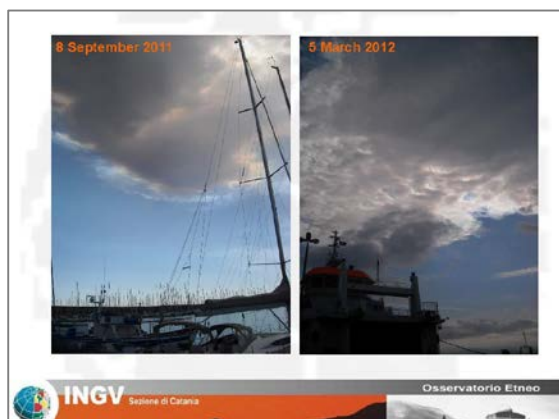 8 September 2011
5 March 2012
Osservatorio Etneo
INGV Sezione di Catania